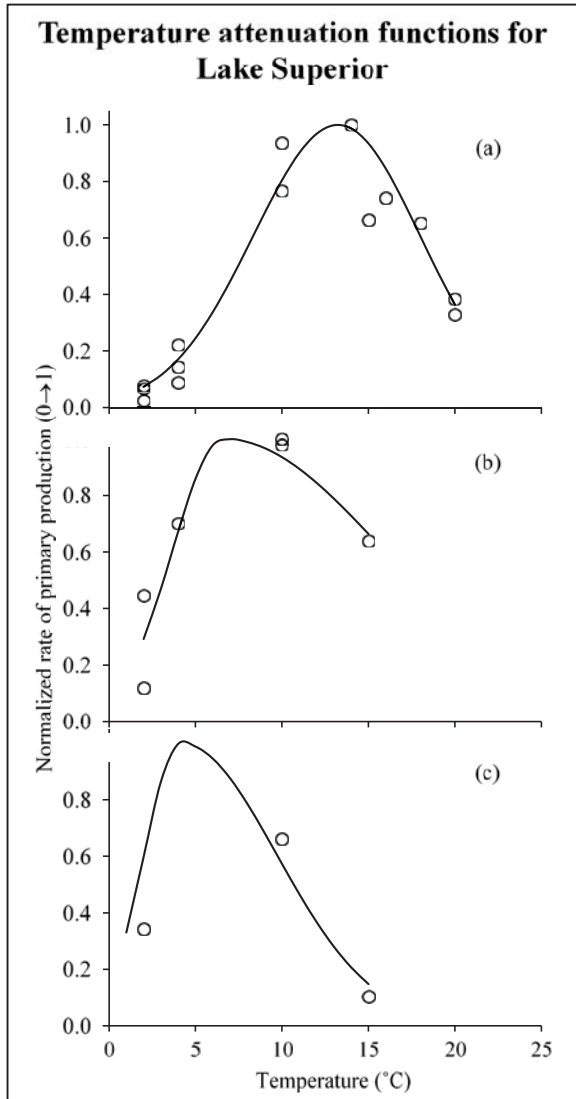 Temperature attenuation functions for
Lake Superior
Normalized rate of primary production (0→1)
1.0
0.8
0.6
0.4
0.2
0.0
(a)
0.8
0.6
0.4
0.2
0.0
(b)
0.8
0.6
0.4
0.2
0.0
(c)
0 5 10 15 20 25
Temperature (˚C)